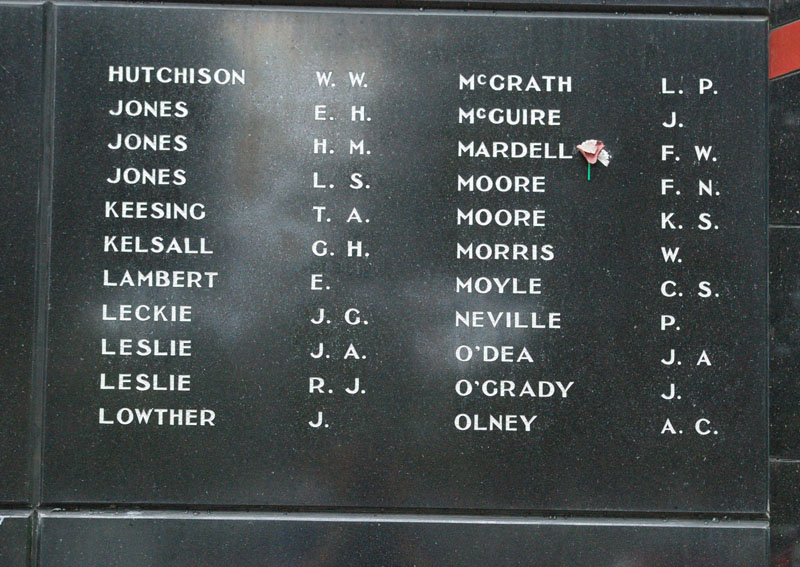 HUTCHISON W. W.
JONES E. H.
JONES H. M.
JONES L. S.
KEESING T. A.
KELSALL G. H.
LAMBERT E.
LECKIE J. G.
LESLIE J. A.
LESLIE R. J.
LOWTHER J.
McGRATH L. P.
McGUIRE J.
MARDELL F. W.
MOORE F. N.
MOORE K. S.
MORRIS W.
MOYLE C. S.
NEVILLE P.
O'DEA J. A
O'GRADY J.
OLNEY A. C.